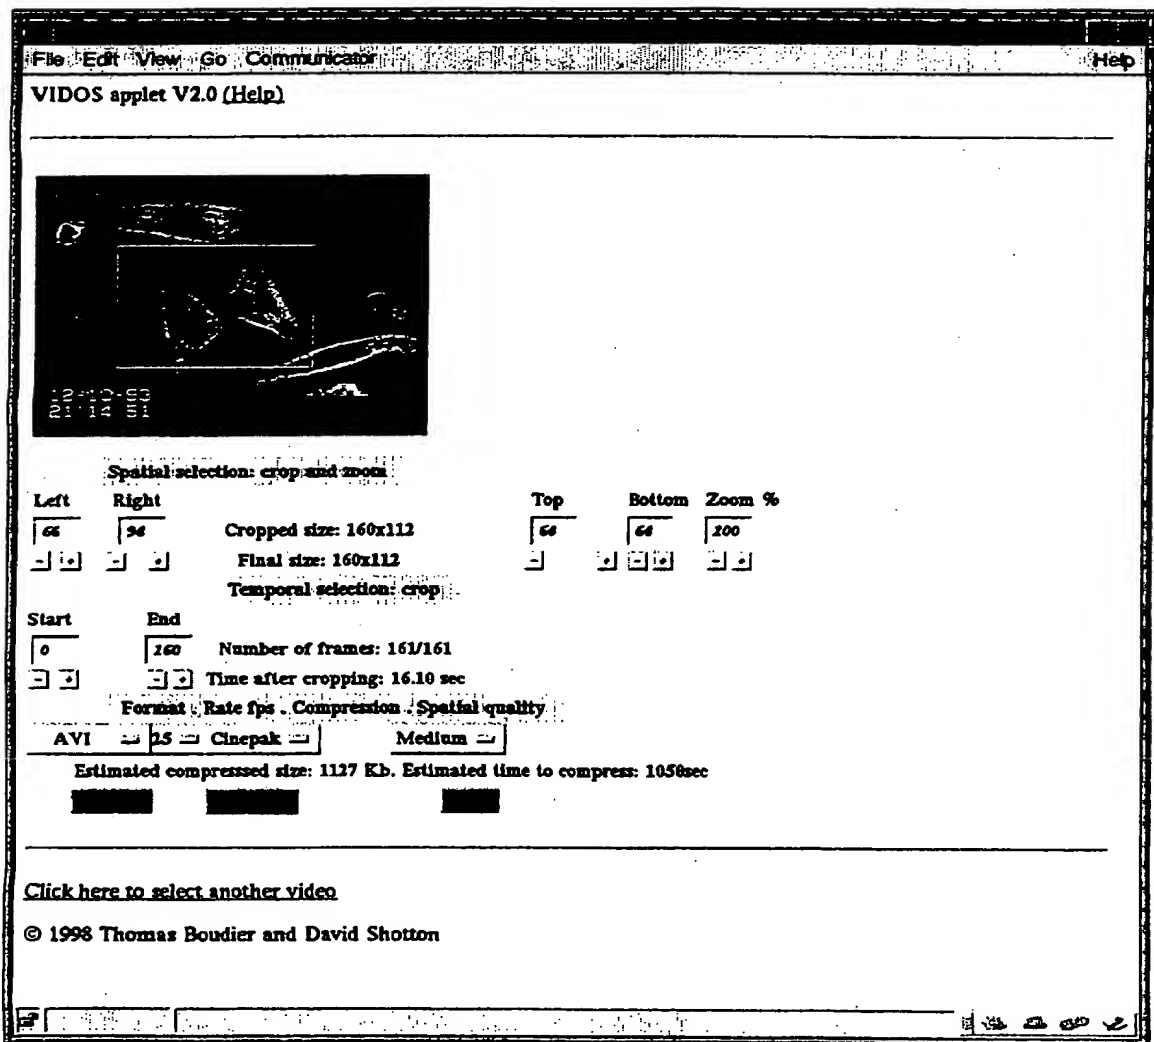 File Edit View Go Communicator Help
VIDOS applet V2.0 (Help)
12-10-93
21 14 51
Spatial selection: crop and zoom
Left Right Top Bottom Zoom %
66 94 Cropped size: 160x112 64 64 100
- + - + Final size: 160x112 - + - + - +
Temporal selection: crop
Start End
0 160 Number of frames: 161/161
- + - + Time after cropping: 16.10 sec
Format . Rate fps . Compression . Spatial quality
AVI 25 Cinepak Medium
Estimated compresssed size: 1127 Kb. Estimated time to compress: 1050sec
Click here to select another video
© 1998 Thomas Boudier and David Shotton